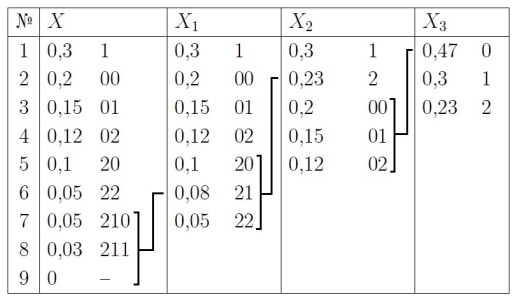 № X X₁ X₂ X₃
1 0,3 1 0,3 1 0,3 1 0,47 0
2 0,2 00 0,2 00 0,23 2 0,3 1
3 0,15 01 0,15 01 0,2 00 0,23 2
4 0,12 02 0,12 02 0,15 01
5 0,1 20 0,1 20 0,12 02
6 0,05 22 0,08 21
7 0,05 210 0,05 22
8 0,03 211
9 0 –